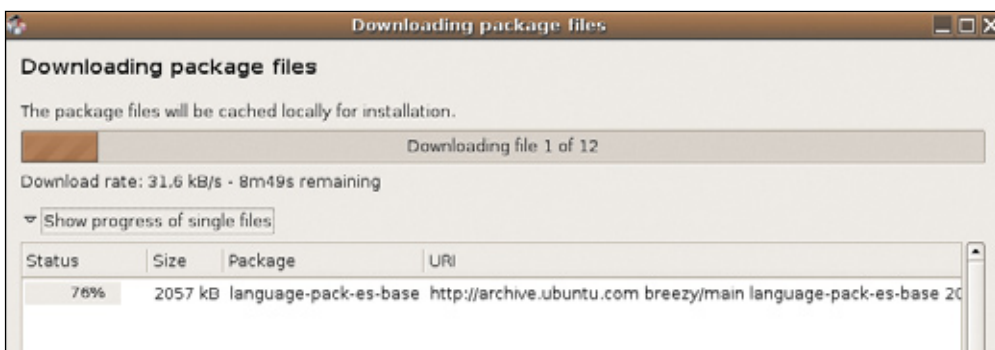 Downloading package files
Downloading package files
The package files will be cached locally for installation.
Downloading file 1 of 12
Download rate: 31,6 kB/s - 8m49s remaining
Show progress of single files
Status Size Package URI
76% 2057 kB language-pack-es-base http://archive.ubuntu.com breezy/main language-pack-es-base 20